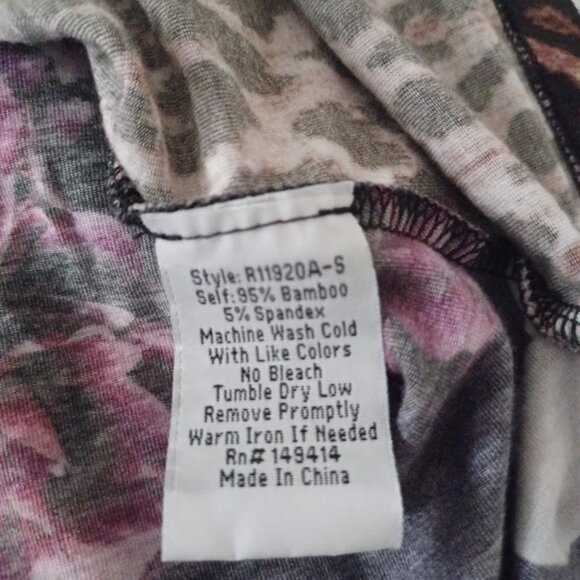 Style: R11920A-S
Self: 95% Bamboo
5% Spandex
Machine Wash Cold
With Like Colors
No Bleach
Tumble Dry Low
Remove Promptly
Warm Iron If Needed
Rn# 149414
Made In China